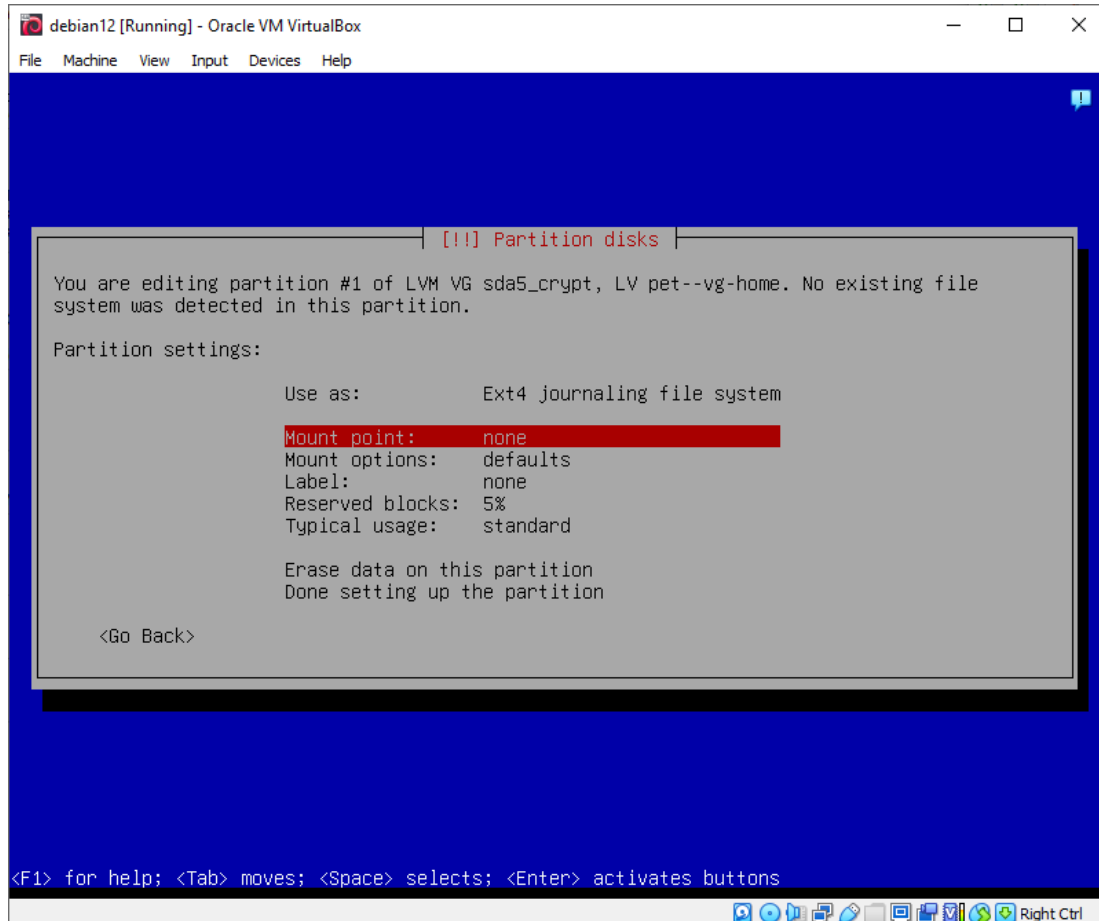 debian12 [Running] - Oracle VM VirtualBox
File Machine View Input Devices Help
[!!] Partition disks
You are editing partition #1 of LVM VG sda5_crypt, LV pet--vg-home. No existing file
system was detected in this partition.
Partition settings:
Use as: Ext4 journaling file system
Mount point: none
Mount options: defaults
Label: none
Reserved blocks: 5%
Typical usage: standard
Erase data on this partition
Done setting up the partition
<Go Back>
<F1> for help; <Tab> moves; <Space> selects; <Enter> activates buttons
Right Ctrl